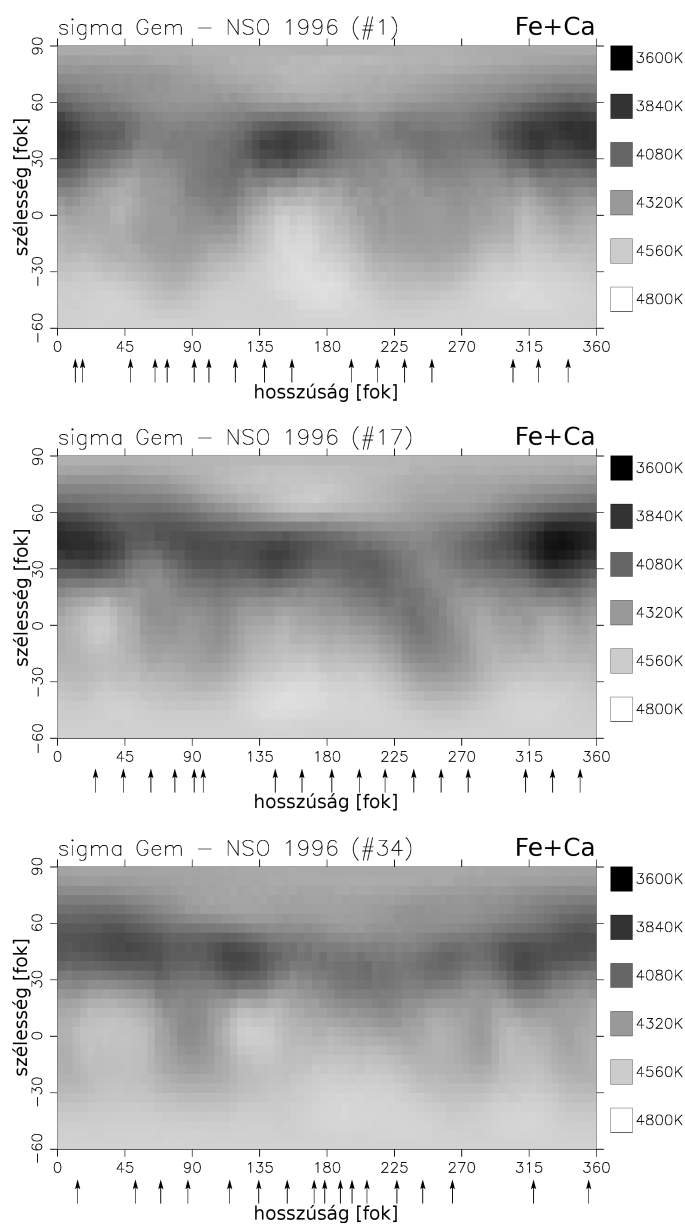 sigma Gem – NSO 1996 (#1) Fe+Ca
90
60
30
0
−30
−60
szélesség [fok]
3600K
3840K
4080K
4320K
4560K
4800K
0 45 90 135 180 225 270 315 360
hosszúság [fok]
sigma Gem – NSO 1996 (#17) Fe+Ca
90
60
30
0
−30
−60
szélesség [fok]
3600K
3840K
4080K
4320K
4560K
4800K
0 45 90 135 180 225 270 315 360
hosszúság [fok]
sigma Gem – NSO 1996 (#34) Fe+Ca
90
60
30
0
−30
−60
szélesség [fok]
3600K
3840K
4080K
4320K
4560K
4800K
0 45 90 135 180 225 270 315 360
hosszúság [fok]